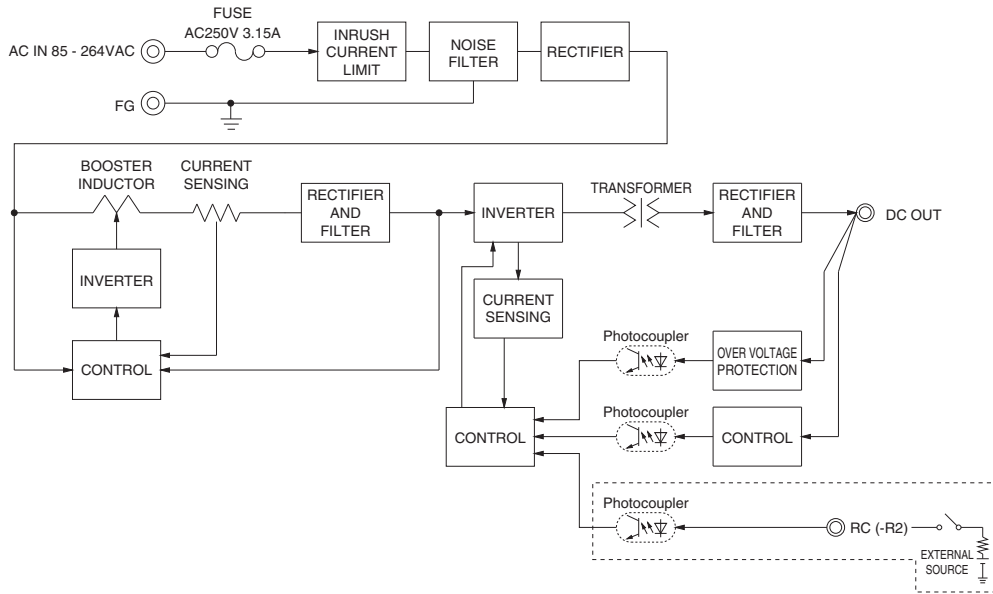 FUSE
AC250V 3.15A
AC IN 85 - 264VAC
INRUSH
CURRENT
LIMIT
NOISE
FILTER
RECTIFIER
FG
BOOSTER
INDUCTOR
CURRENT
SENSING
RECTIFIER
AND
FILTER
INVERTER
TRANSFORMER
RECTIFIER
AND
FILTER
DC OUT
INVERTER
CURRENT
SENSING
CONTROL
Photocoupler
OVER VOLTAGE
PROTECTION
Photocoupler
CONTROL
CONTROL
Photocoupler
RC (-R2)
EXTERNAL
SOURCE